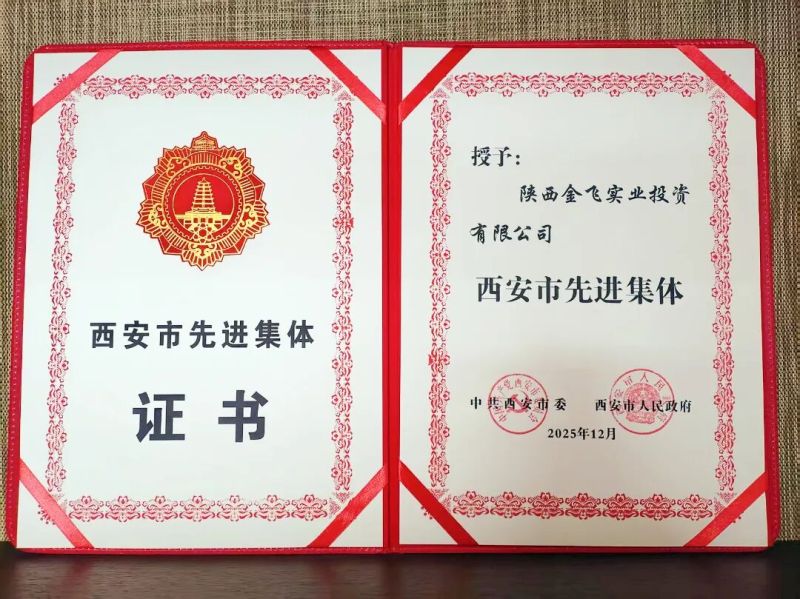 西安市先进集体
证书
授予：
陕西金飞实业投资
有限公司
西安市先进集体
中共西安市委 西安市人民政府
2025年12月